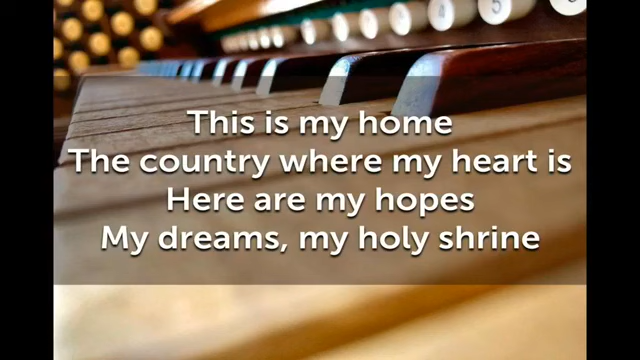 This is my home
The country where my heart is
Here are my hopes
My dreams, my holy shrine